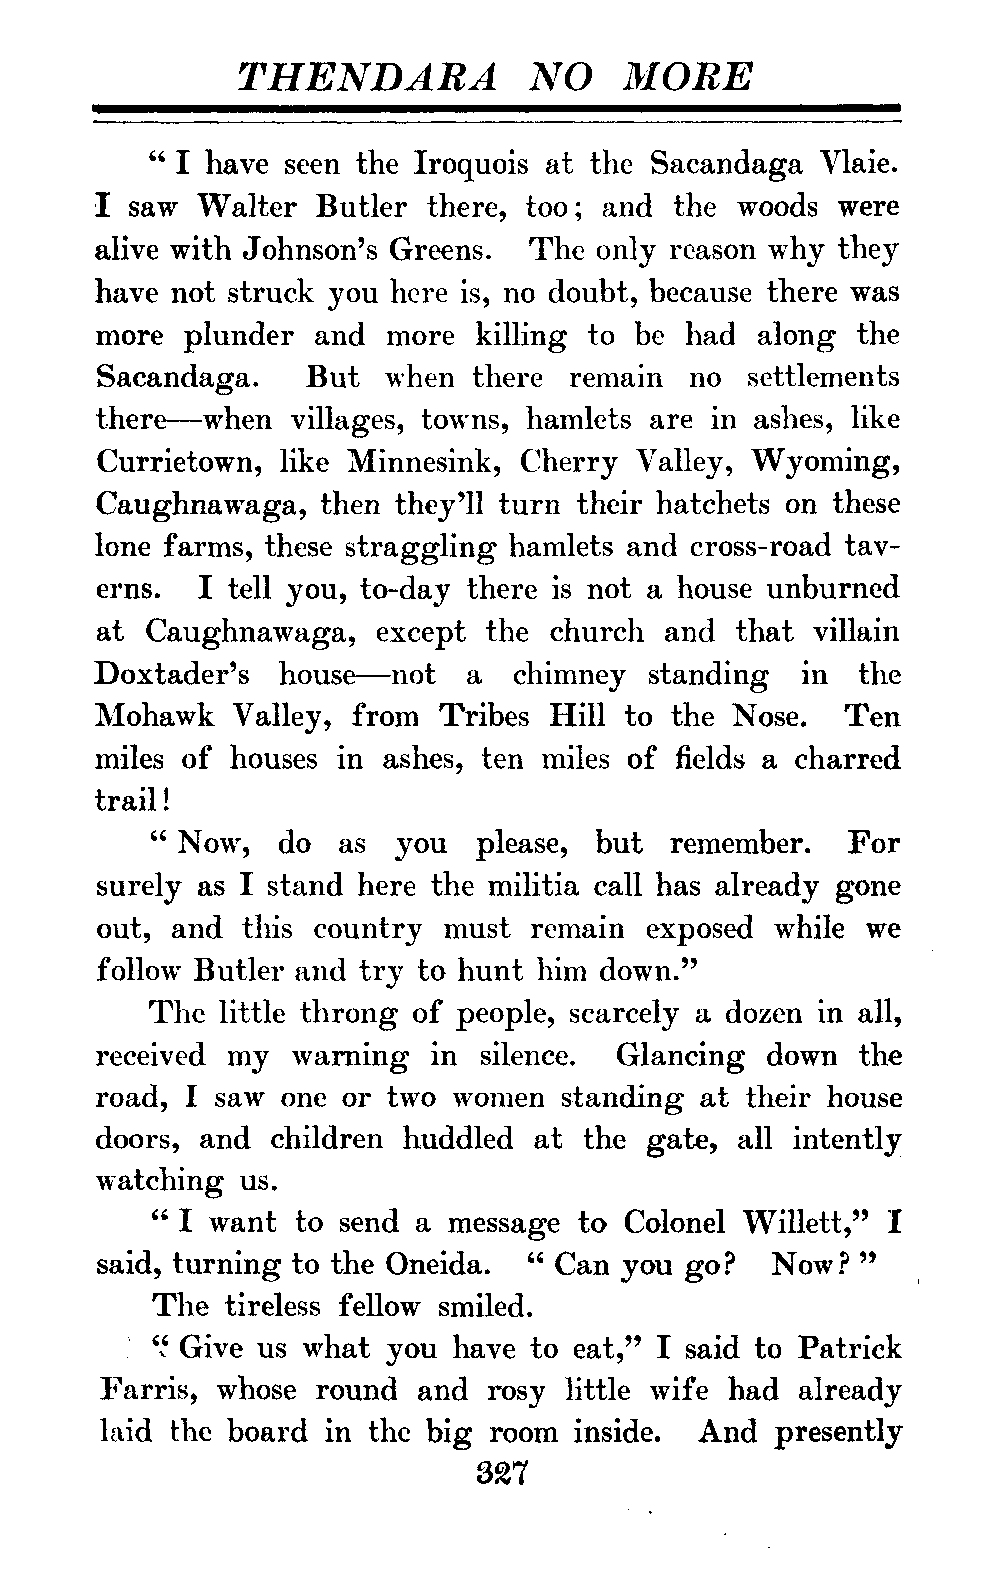 THENDARA NO MORE
“ I have seen the Iroquois at the Sacandaga Vlaie.
I saw Walter Butler there, too; and the woods were
alive with Johnson’s Greens. The only reason why they
have not struck you here is, no doubt, because there was
more plunder and more killing to be had along the
Sacandaga. But when there remain no settlements
there—when villages, towns, hamlets are in ashes, like
Currietown, like Minnesink, Cherry Valley, Wyoming,
Caughnawaga, then they’ll turn their hatchets on these
lone farms, these straggling hamlets and cross-road tav-
erns. I tell you, to-day there is not a house unburned
at Caughnawaga, except the church and that villain
Doxtader’s house—not a chimney standing in the
Mohawk Valley, from Tribes Hill to the Nose. Ten
miles of houses in ashes, ten miles of fields a charred
trail!
“ Now, do as you please, but remember. For
surely as I stand here the militia call has already gone
out, and this country must remain exposed while we
follow Butler and try to hunt him down.”
The little throng of people, scarcely a dozen in all,
received my warning in silence. Glancing down the
road, I saw one or two women standing at their house
doors, and children huddled at the gate, all intently
watching us.
“ I want to send a message to Colonel Willett,” I
said, turning to the Oneida. “ Can you go? Now? ”
The tireless fellow smiled.
“ Give us what you have to eat,” I said to Patrick
Farris, whose round and rosy little wife had already
laid the board in the big room inside. And presently
327